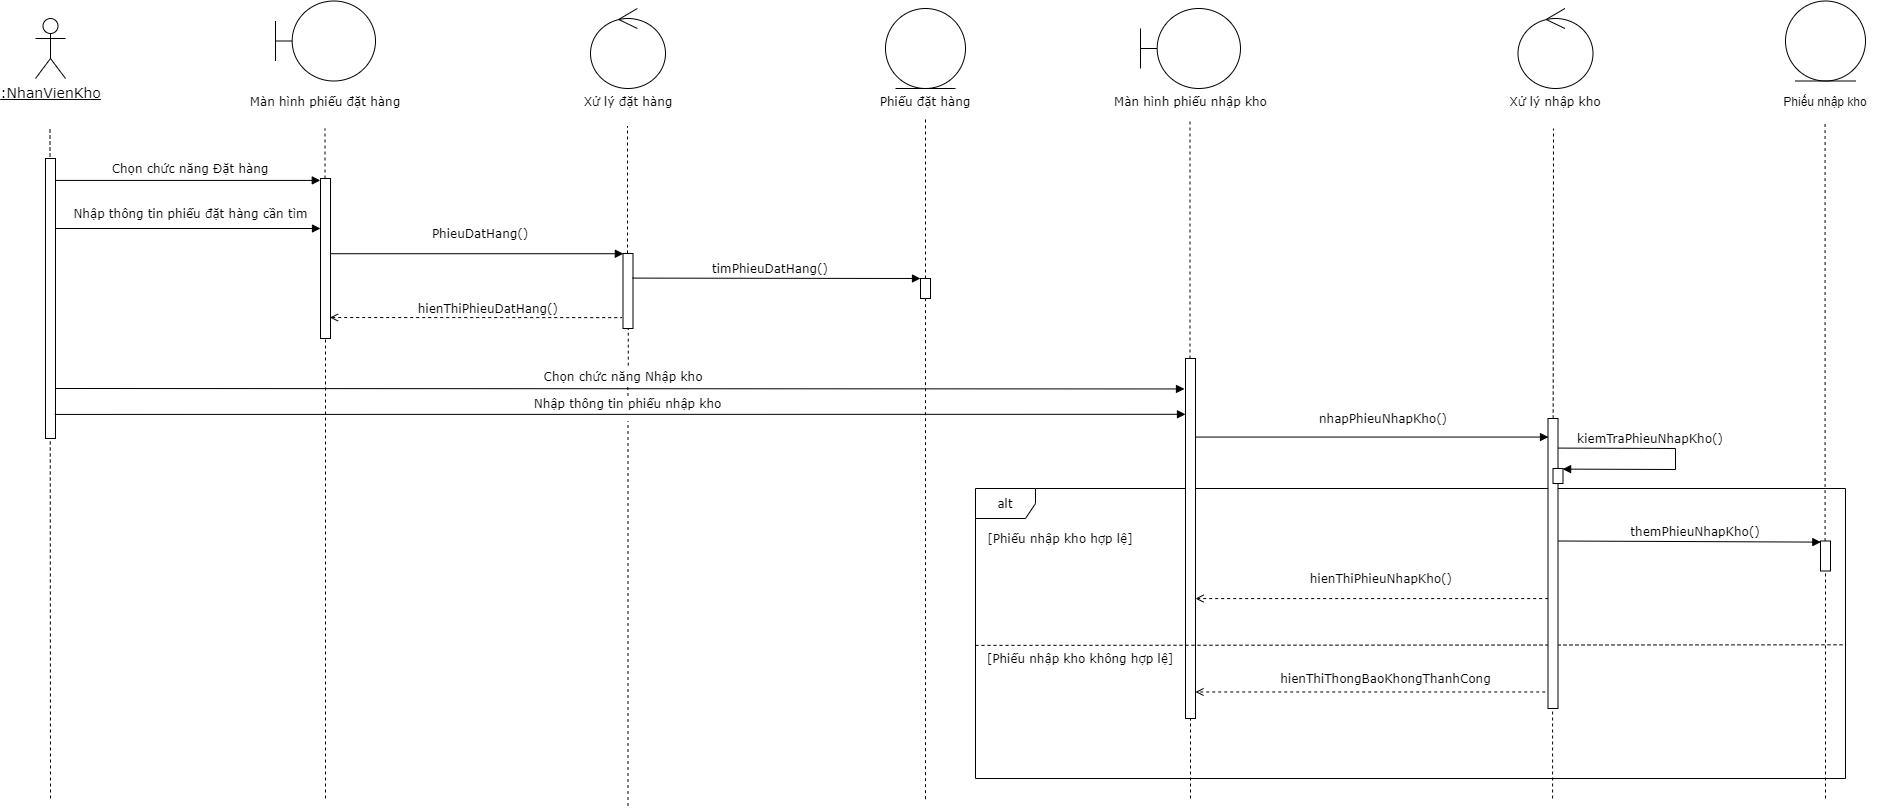 :NhanVienKho
Màn hình phiếu đặt hàng
Xử lý đặt hàng
Phiếu đặt hàng
Màn hình phiếu nhập kho
Xử lý nhập kho
Phiếu nhập kho
Chọn chức năng Đặt hàng
Nhập thông tin phiếu đặt hàng cần tìm
PhieuDatHang()
timPhieuDatHang()
hienThiPhieuDatHang()
Chọn chức năng Nhập kho
Nhập thông tin phiếu nhập kho
nhapPhieuNhapKho()
kiemTraPhieuNhapKho()
alt
[Phiếu nhập kho hợp lệ]
themPhieuNhapKho()
hienThiPhieuNhapKho()
[Phiếu nhập kho không hợp lệ]
hienThiThongBaoKhongThanhCong